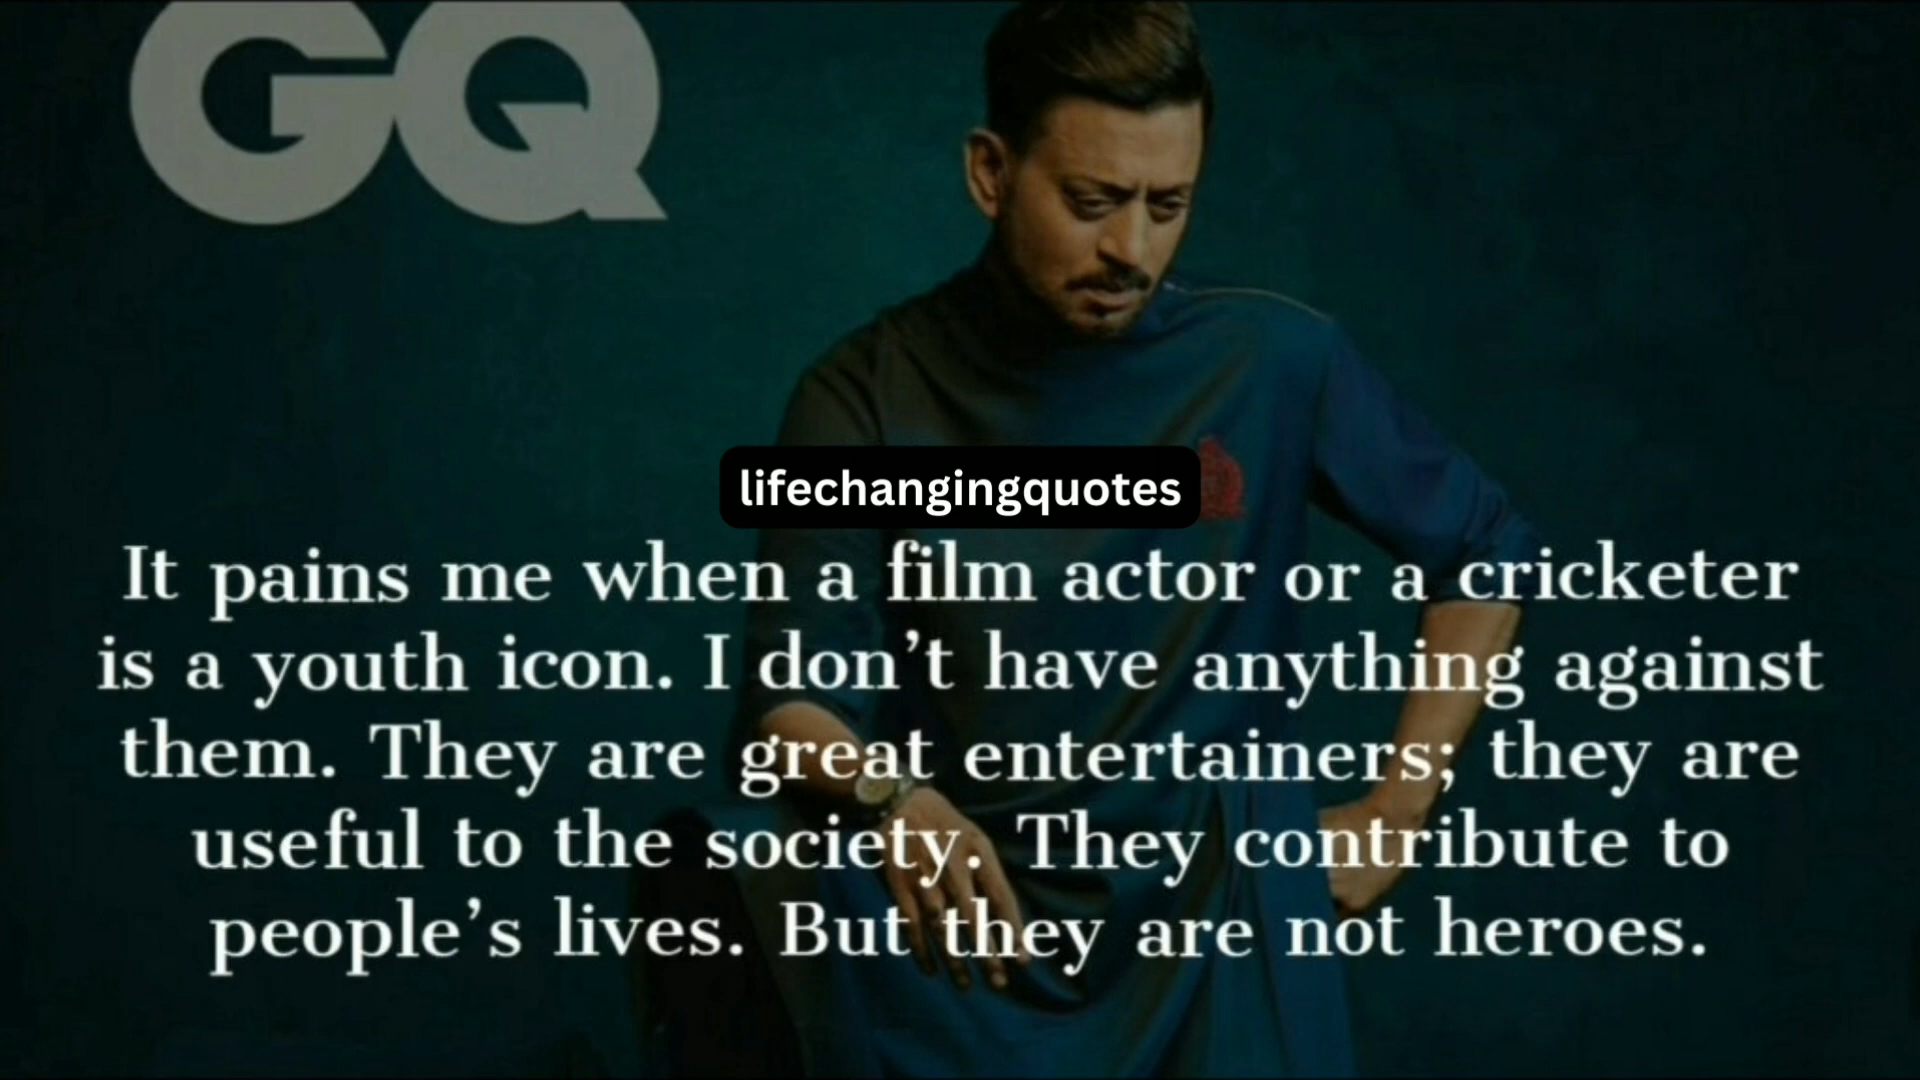 GQ
lifechangingquotes
It pains me when a film actor or a cricketer
is a youth icon. I don’t have anything against
them. They are great entertainers; they are
useful to the society. They contribute to
people’s lives. But they are not heroes.